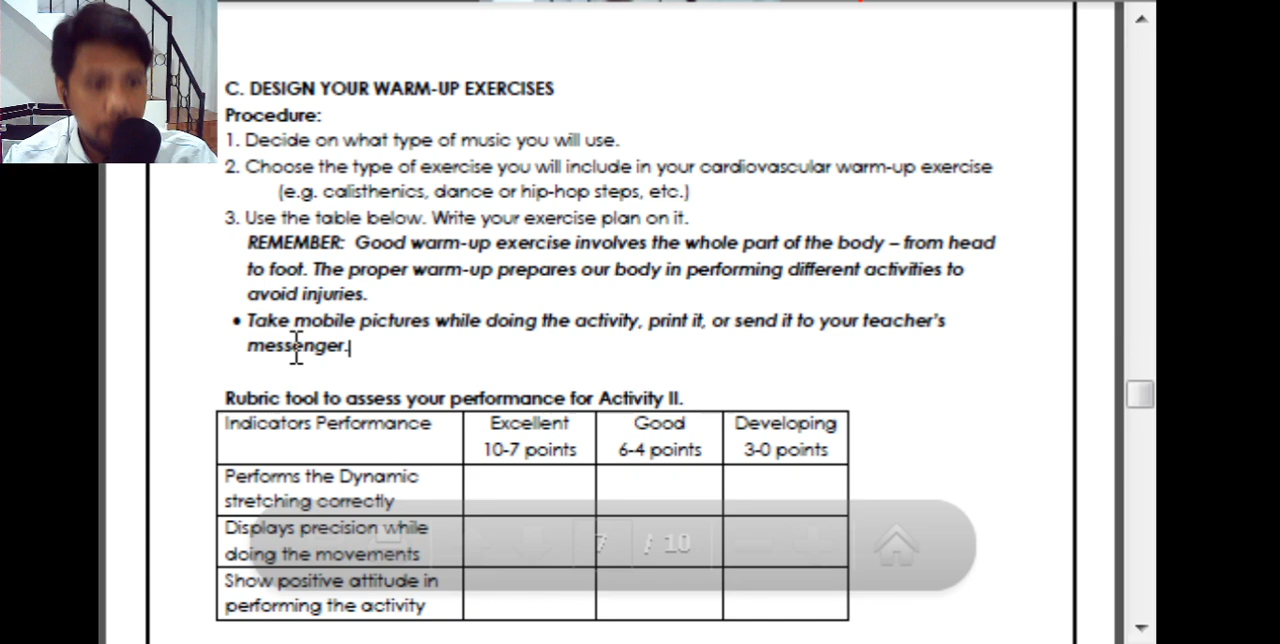 C. DESIGN YOUR WARM-UP EXERCISES
Procedure:
1. Decide on what type of music you will use.
2. Choose the type of exercise you will include in your cardiovascular warm-up exercise
(e.g. calisthenics, dance or hip-hop steps, etc.)
3. Use the table below. Write your exercise plan on it.
REMEMBER: Good warm-up exercise involves the whole part of the body – from head
to foot. The proper warm-up prepares our body in performing different activities to
avoid injuries.
• Take mobile pictures while doing the activity, print it, or send it to your teacher's
messenger.
Rubric tool to assess your performance for Activity II.
Indicators Performance Excellent Good Developing
10-7 points 6-4 points 3-0 points
Performs the Dynamic
stretching correctly
Displays precision while
doing the movements
7 / 10
Show positive attitude in
performing the activity